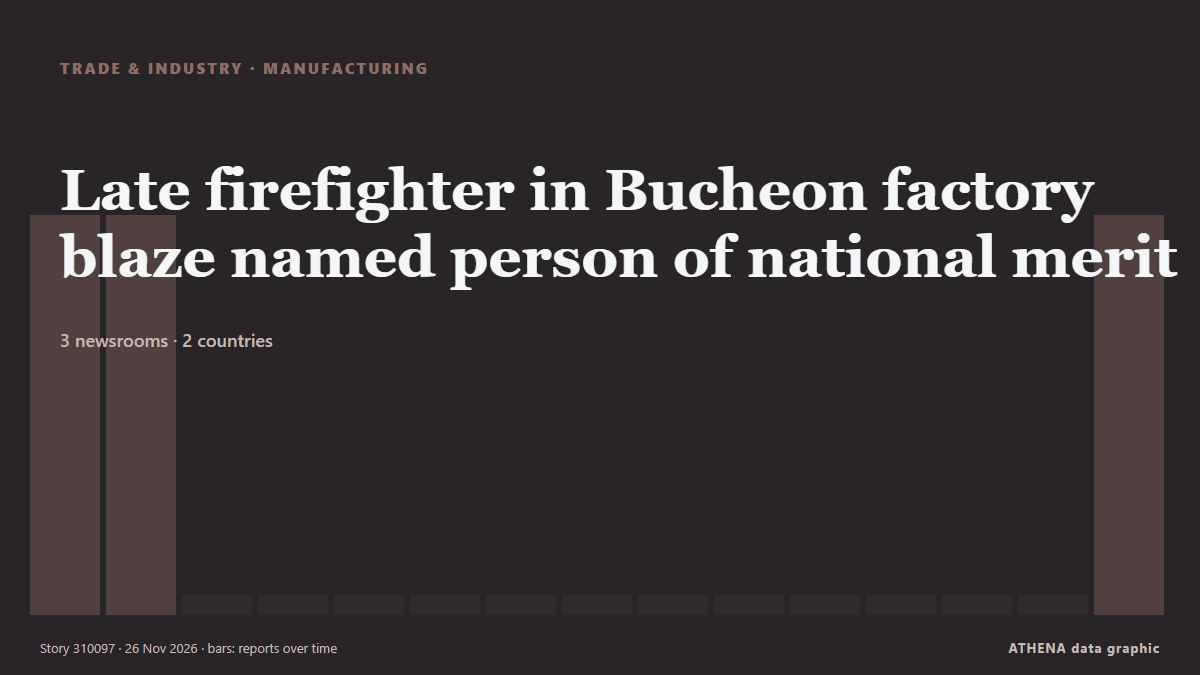 TRADE & INDUSTRY · MANUFACTURING
Late firefighter in Bucheon factory
blaze named person of national merit
3 newsrooms · 2 countries
Story 310097 · 26 Nov 2026 · bars: reports over time
ATHENA data graphic